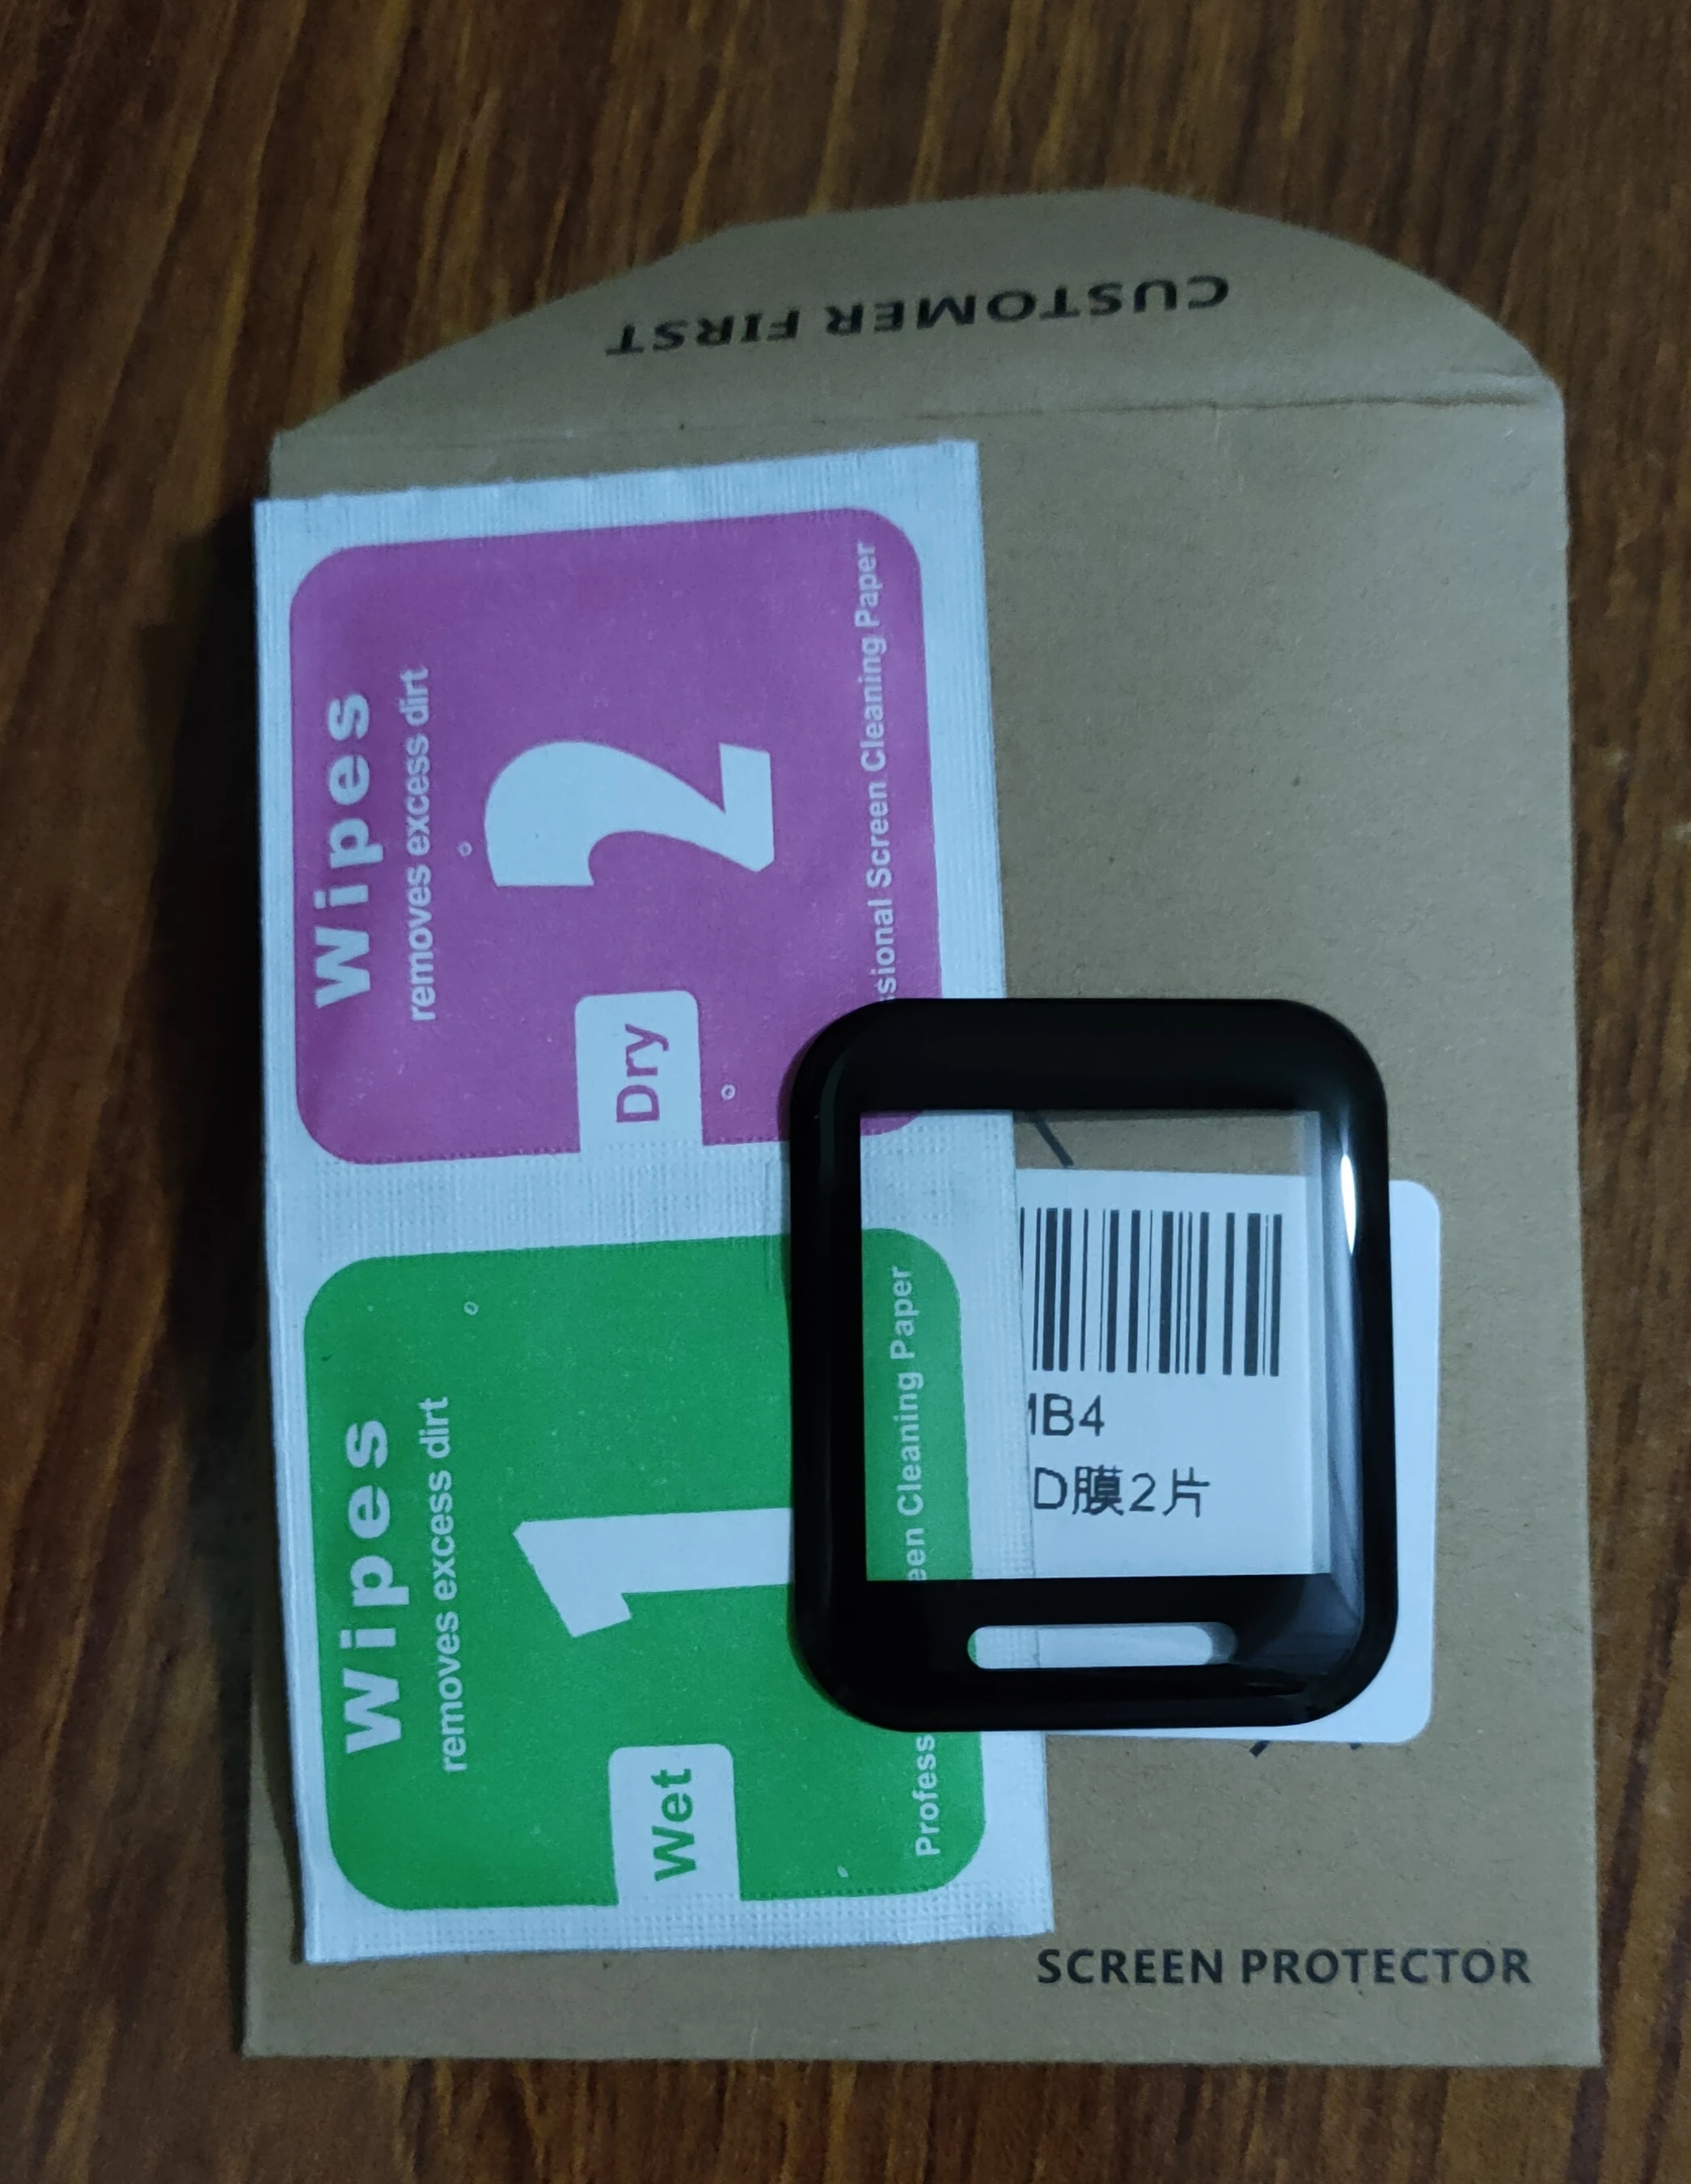 CUSTOMER FIRST
Wipes
removes excess dirt
2
Dry
ssional Screen Cleaning Paper
Wipes
removes excess dirt
1
Wet
Profess
een Cleaning Paper
MB4
D膜2片
SCREEN PROTECTOR